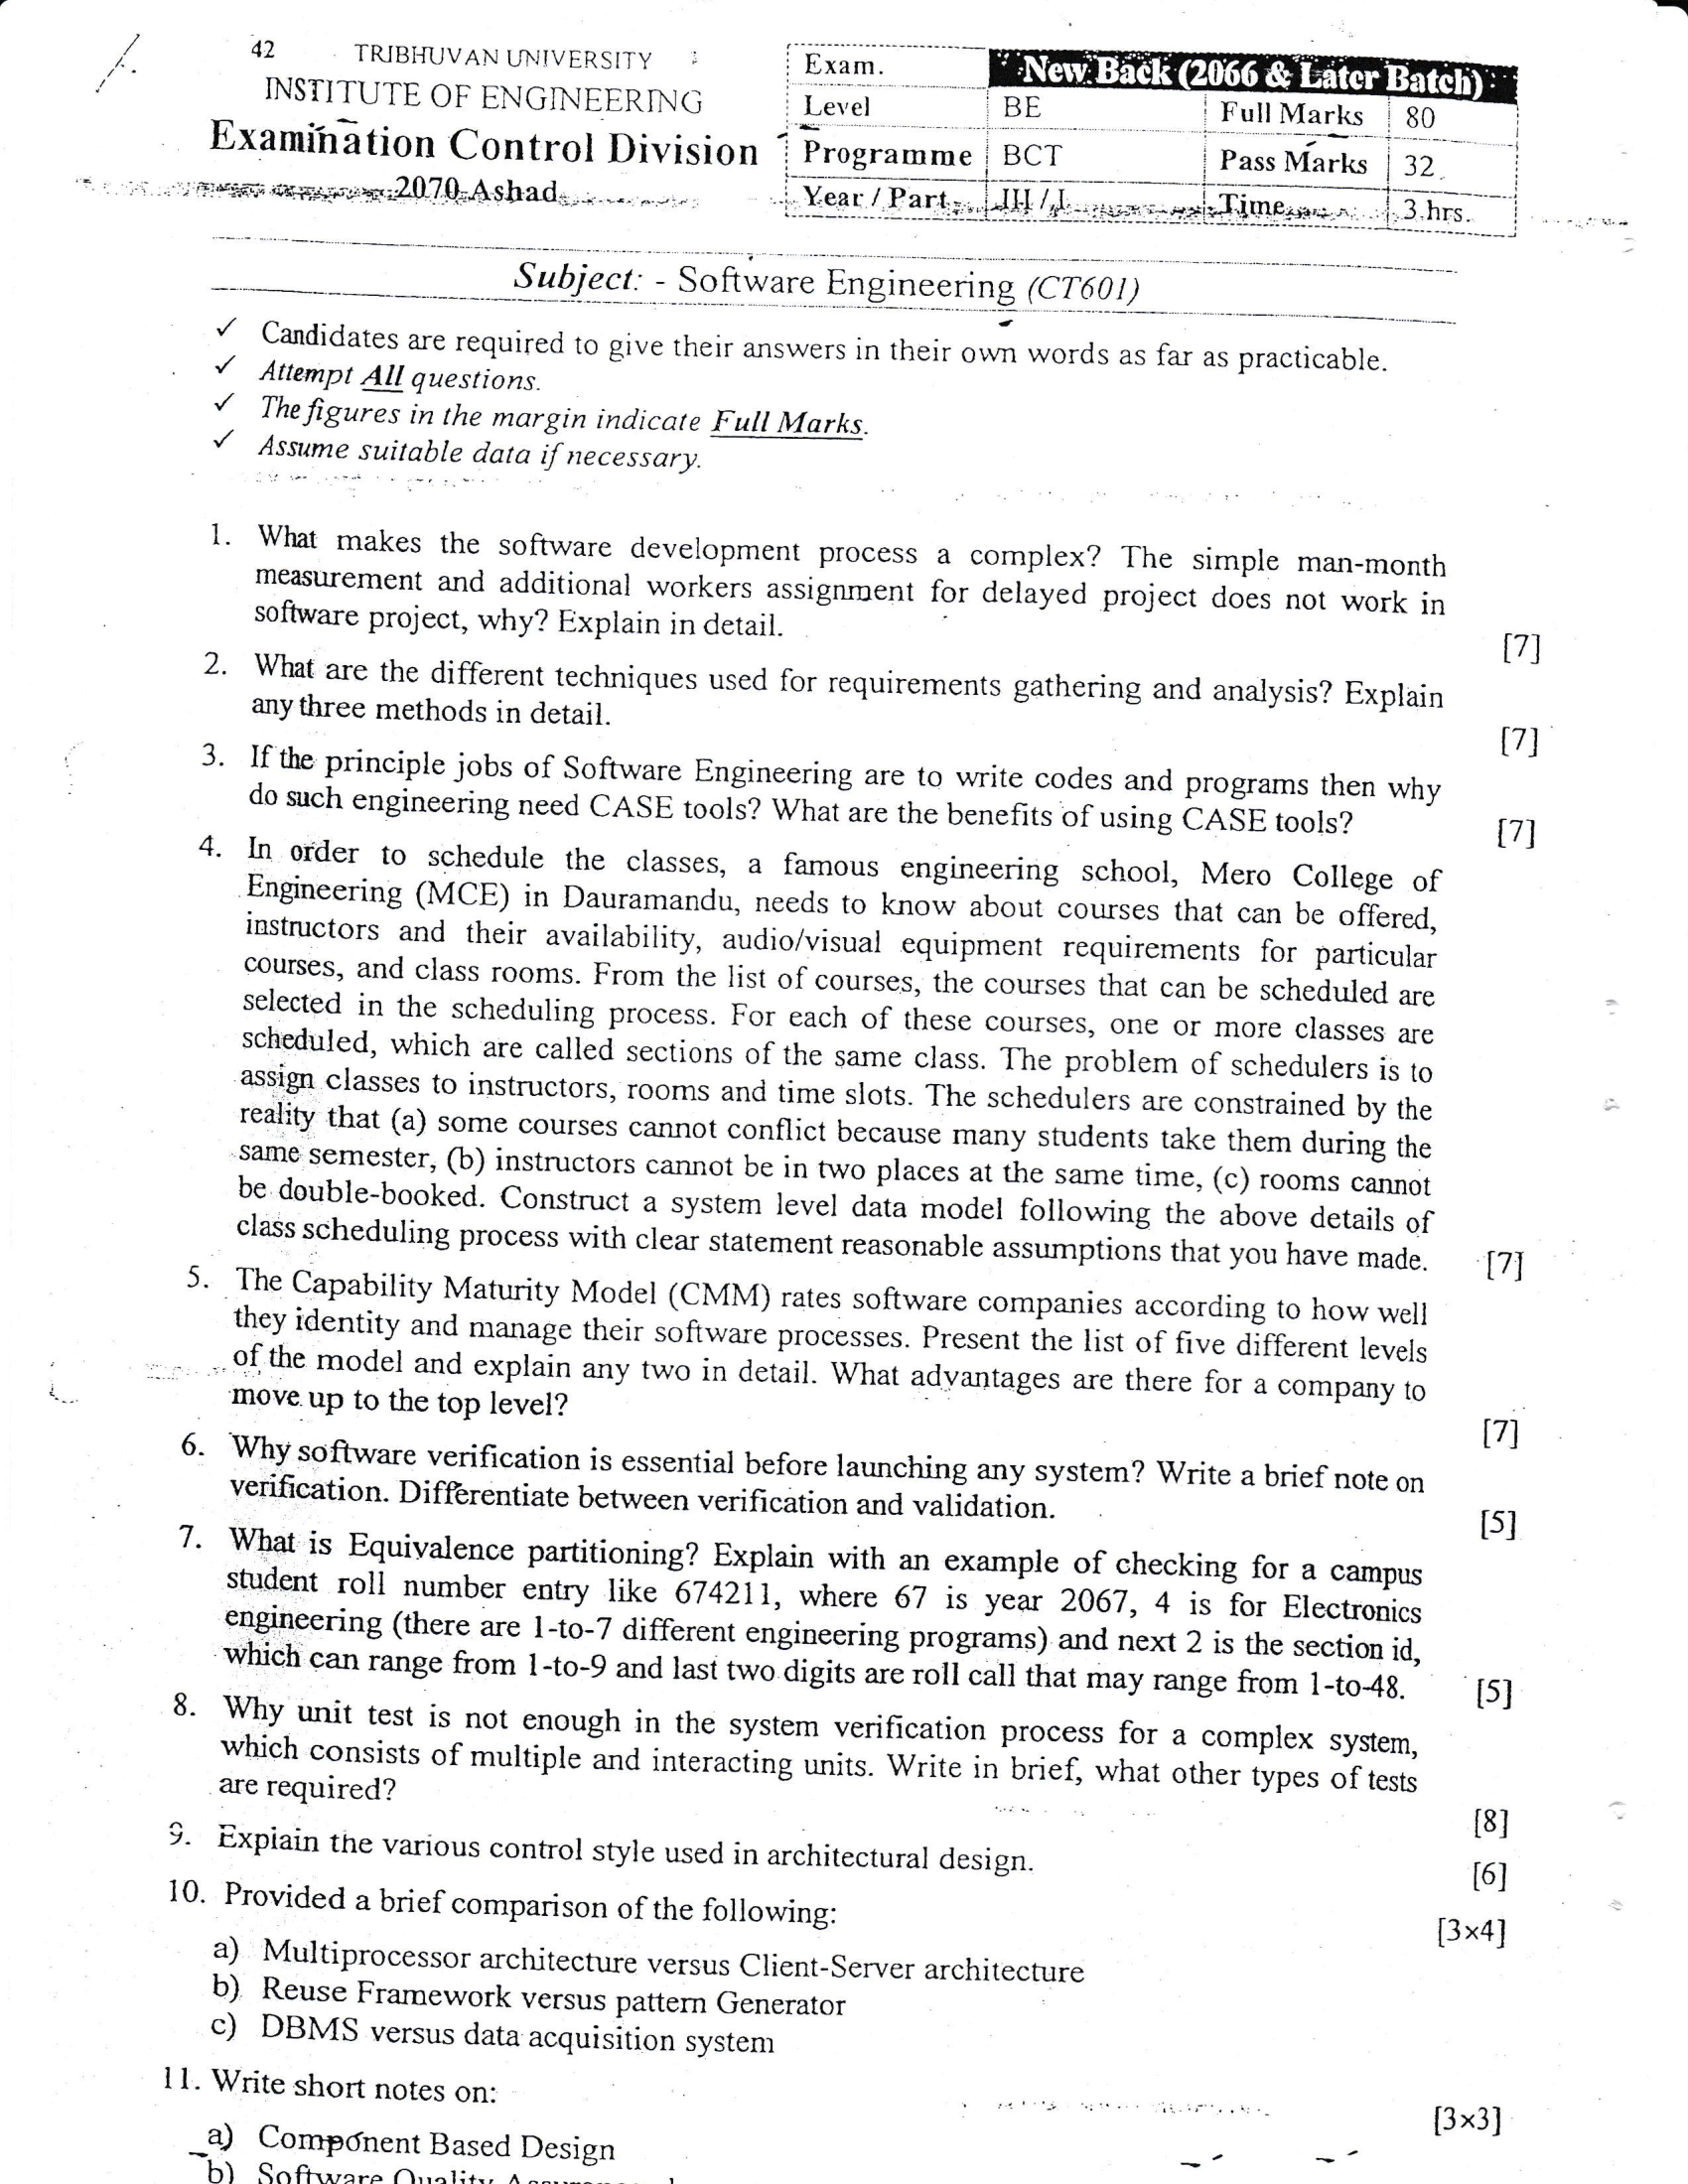 42 TRIBHUVAN UNIVERSITY
INSTITUTE OF ENGINEERING
Examination Control Division
2070 Ashad
Exam. New Back (2066 & Later Batch)
Level BE Full Marks 80
Programme BCT Pass Marks 32
Year / Part III / I Time 3 hrs.
Subject: - Software Engineering (CT601)
✓ Candidates are required to give their answers in their own words as far as practicable.
✓ Attempt All questions.
✓ The figures in the margin indicate Full Marks.
✓ Assume suitable data if necessary.
1. What makes the software development process a complex? The simple man-month
measurement and additional workers assignment for delayed project does not work in
software project, why? Explain in detail. [7]
2. What are the different techniques used for requirements gathering and analysis? Explain
any three methods in detail. [7]
3. If the principle jobs of Software Engineering are to write codes and programs then why
do such engineering need CASE tools? What are the benefits of using CASE tools? [7]
4. In order to schedule the classes, a famous engineering school, Mero College of
Engineering (MCE) in Dauramandu, needs to know about courses that can be offered,
instructors and their availability, audio/visual equipment requirements for particular
courses, and class rooms. From the list of courses, the courses that can be scheduled are
selected in the scheduling process. For each of these courses, one or more classes are
scheduled, which are called sections of the same class. The problem of schedulers is to
assign classes to instructors, rooms and time slots. The schedulers are constrained by the
reality that (a) some courses cannot conflict because many students take them during the
same semester, (b) instructors cannot be in two places at the same time, (c) rooms cannot
be double-booked. Construct a system level data model following the above details of
class scheduling process with clear statement reasonable assumptions that you have made. [7]
5. The Capability Maturity Model (CMM) rates software companies according to how well
they identity and manage their software processes. Present the list of five different levels
of the model and explain any two in detail. What advantages are there for a company to
move up to the top level? [7]
6. Why software verification is essential before launching any system? Write a brief note on
verification. Differentiate between verification and validation. [5]
7. What is Equivalence partitioning? Explain with an example of checking for a campus
student roll number entry like 674211, where 67 is year 2067, 4 is for Electronics
engineering (there are 1-to-7 different engineering programs) and next 2 is the section id,
which can range from 1-to-9 and last two digits are roll call that may range from 1-to-48. [5]
8. Why unit test is not enough in the system verification process for a complex system,
which consists of multiple and interacting units. Write in brief, what other types of tests
are required? [8]
9. Explain the various control style used in architectural design. [6]
10. Provided a brief comparison of the following: [3×4]
a) Multiprocessor architecture versus Client-Server architecture
b) Reuse Framework versus pattern Generator
c) DBMS versus data acquisition system
11. Write short notes on: [3×3]
a) Component Based Design
b) Software Quality